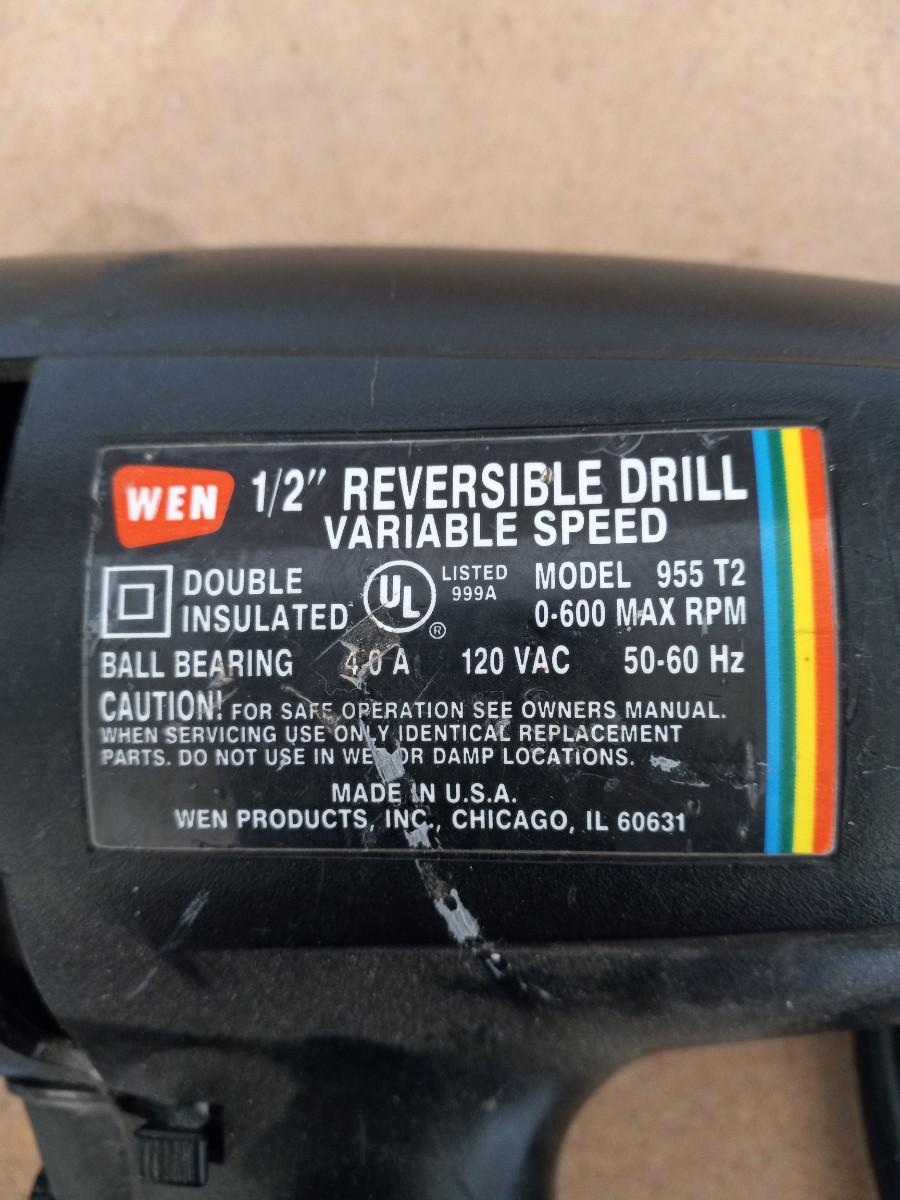 WEN 1/2" REVERSIBLE DRILL
VARIABLE SPEED
DOUBLE INSULATED
UL ®
LISTED 999A
MODEL 955 T2
0-600 MAX RPM
BALL BEARING 4.0 A 120 VAC 50-60 Hz
CAUTION! FOR SAFE OPERATION SEE OWNERS MANUAL.
WHEN SERVICING USE ONLY IDENTICAL REPLACEMENT
PARTS. DO NOT USE IN WET OR DAMP LOCATIONS.
MADE IN U.S.A.
WEN PRODUCTS, INC., CHICAGO, IL 60631